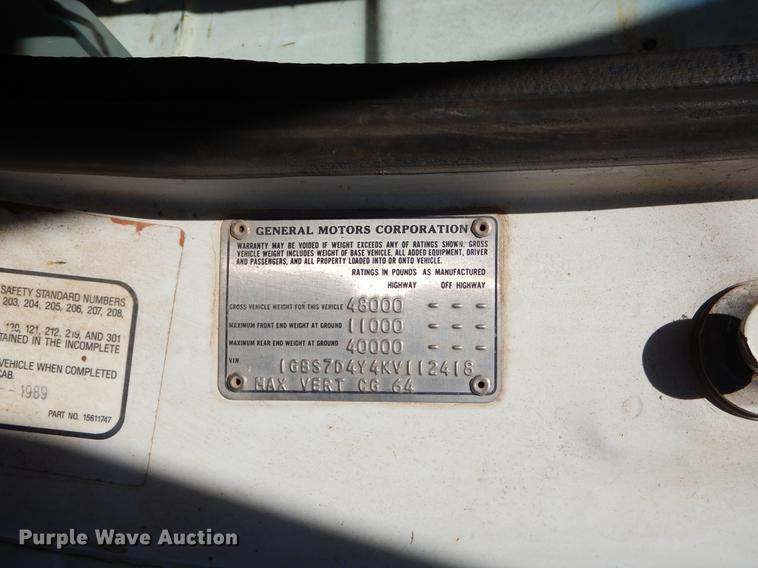 GENERAL MOTORS CORPORATION
WARRANTY MAY BE VOIDED IF WEIGHT EXCEEDS ANY OF RATINGS SHOWN. GROSS
VEHICLE WEIGHT INCLUDES WEIGHT OF BASE VEHICLE, ALL ADDED EQUIPMENT, DRIVER
AND PASSENGERS, AND ALL PROPERTY LOADED INTO OR ONTO VEHICLE.
RATINGS IN POUNDS AS MANUFACTURED
HIGHWAY OFF HIGHWAY
GROSS VEHICLE WEIGHT FOR THIS VEHICLE 48000 - - -
MAXIMUM FRONT END WEIGHT AT GROUND 11000 - - -
MAXIMUM REAR END WEIGHT AT GROUND 40000 - - -
VIN 1GBS7D4Y4KV112418
MAX VERT CG 64
SAFETY STANDARD NUMBERS
203, 204, 205, 206, 207, 208,
120, 121, 212, 219, AND 301
TAINED IN THE INCOMPLETE
VEHICLE WHEN COMPLETED
CAB.
- 1989
PART NO. 15611747
Purple Wave Auction